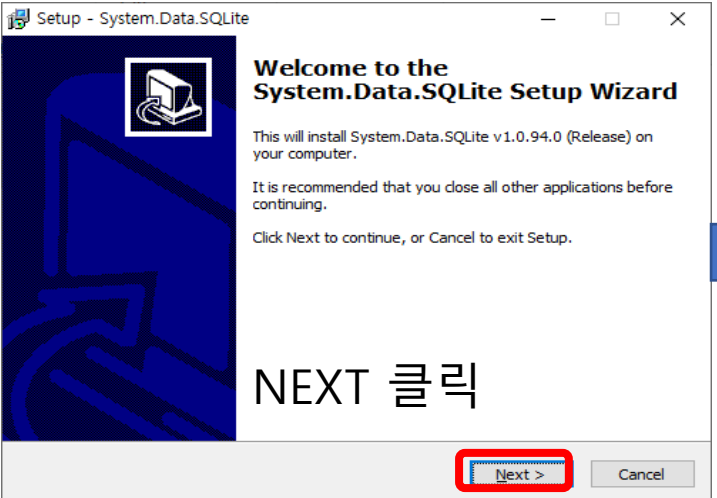 Setup - System.Data.SQLite
Welcome to the
System.Data.SQLite Setup Wizard
This will install System.Data.SQLite v1.0.94.0 (Release) on
your computer.
It is recommended that you close all other applications before
continuing.
Click Next to continue, or Cancel to exit Setup.
NEXT 클릭
Next >
Cancel